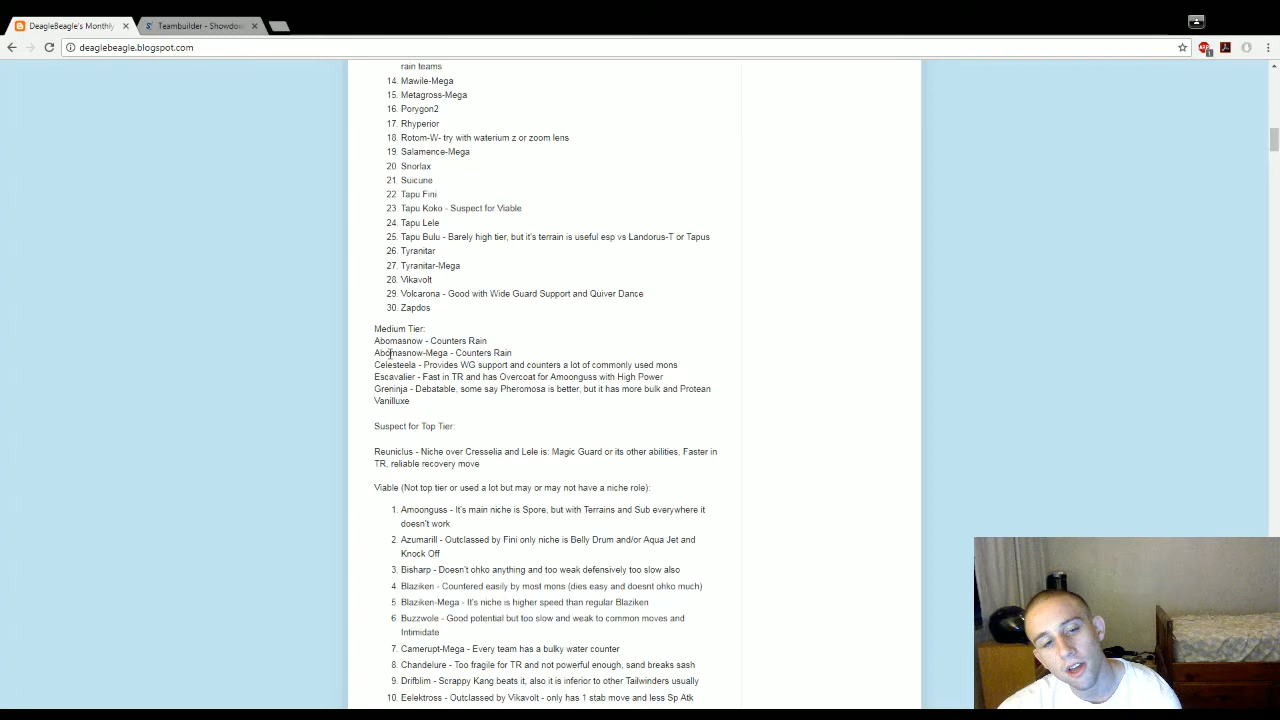 DeagleBeagle's Monthly
Teambuilder - Showdow
deaglebeagle.blogspot.com
rain teams
14. Mawile-Mega
15. Metagross-Mega
16. Porygon2
17. Rhyperior
18. Rotom-W- try with waterium z or zoom lens
19. Salamence-Mega
20. Snorlax
21. Suicune
22. Tapu Fini
23. Tapu Koko - Suspect for Viable
24. Tapu Lele
25. Tapu Bulu - Barely high tier, but it's terrain is useful esp vs Landorus-T or Tapus
26. Tyranitar
27. Tyranitar-Mega
28. Vikavolt
29. Volcarona - Good with Wide Guard Support and Quiver Dance
30. Zapdos
Medium Tier:
Abomasnow - Counters Rain
Abomasnow-Mega - Counters Rain
Celesteela - Provides WG support and counters a lot of commonly used mons
Escavalier - Fast in TR and has Overcoat for Amoonguss with High Power
Greninja - Debatable, some say Pheromosa is better, but it has more bulk and Protean
Vanilluxe
Suspect for Top Tier:
Reuniclus - Niche over Cresselia and Lele is: Magic Guard or its other abilities, Faster in
TR, reliable recovery move
Viable (Not top tier or used a lot but may or may not have a niche role):
1. Amoonguss - It's main niche is Spore, but with Terrains and Sub everywhere it
doesn't work
2. Azumarill - Outclassed by Fini only niche is Belly Drum and/or Aqua Jet and
Knock Off
3. Bisharp - Doesn't ohko anything and too weak defensively too slow also
4. Blaziken - Countered easily by most mons (dies easy and doesnt ohko much)
5. Blaziken-Mega - It's niche is higher speed than regular Blaziken
6. Buzzwole - Good potential but too slow and weak to common moves and
Intimidate
7. Camerupt-Mega - Every team has a bulky water counter
8. Chandelure - Too fragile for TR and not powerful enough, sand breaks sash
9. Drifblim - Scrappy Kang beats it, also it is inferior to other Tailwinders usually
10. Eelektross - Outclassed by Vikavolt - only has 1 stab move and less Sp Atk